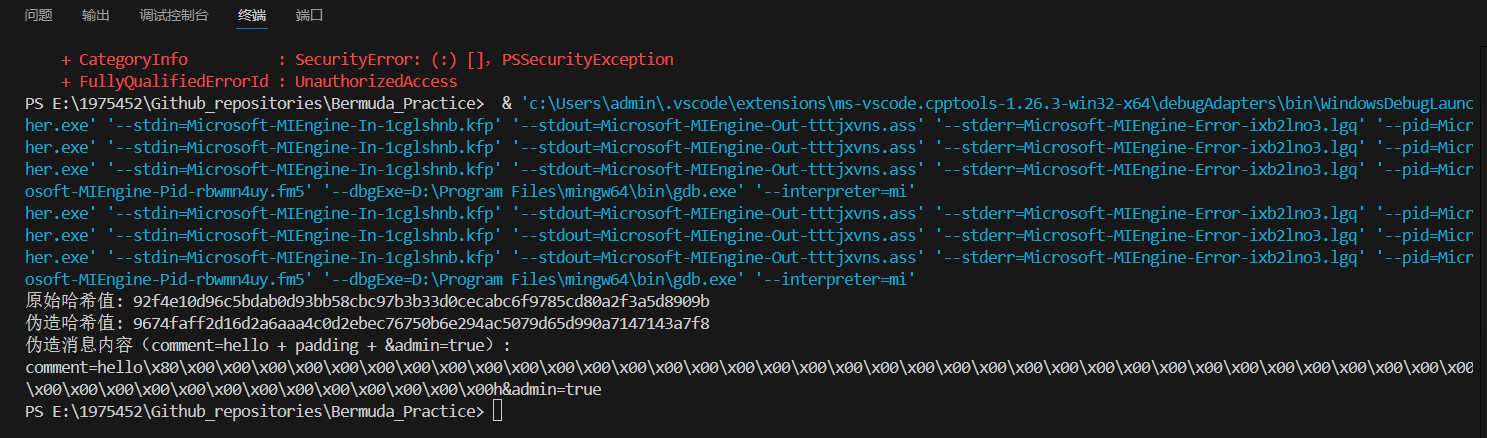 问题 输出 调试控制台 终端 端口
+ CategoryInfo : SecurityError: (:) [], PSSecurityException
+ FullyQualifiedErrorId : UnauthorizedAccess
PS E:\1975452\Github_repositories\Bermuda_Practice> & 'c:\Users\admin\.vscode\extensions\ms-vscode.cpptools-1.26.3-win32-x64\debugAdapters\bin\WindowsDebugLaunc
her.exe' '--stdin=Microsoft-MIEngine-In-1cglshnb.kfp' '--stdout=Microsoft-MIEngine-Out-tttjxvns.ass' '--stderr=Microsoft-MIEngine-Error-ixb2lno3.lgq' '--pid=Micr
her.exe' '--stdin=Microsoft-MIEngine-In-1cglshnb.kfp' '--stdout=Microsoft-MIEngine-Out-tttjxvns.ass' '--stderr=Microsoft-MIEngine-Error-ixb2lno3.lgq' '--pid=Micr
her.exe' '--stdin=Microsoft-MIEngine-In-1cglshnb.kfp' '--stdout=Microsoft-MIEngine-Out-tttjxvns.ass' '--stderr=Microsoft-MIEngine-Error-ixb2lno3.lgq' '--pid=Micr
osoft-MIEngine-Pid-rbwmn4uy.fm5' '--dbgExe=D:\Program Files\mingw64\bin\gdb.exe' '--interpreter=mi'
her.exe' '--stdin=Microsoft-MIEngine-In-1cglshnb.kfp' '--stdout=Microsoft-MIEngine-Out-tttjxvns.ass' '--stderr=Microsoft-MIEngine-Error-ixb2lno3.lgq' '--pid=Micr
her.exe' '--stdin=Microsoft-MIEngine-In-1cglshnb.kfp' '--stdout=Microsoft-MIEngine-Out-tttjxvns.ass' '--stderr=Microsoft-MIEngine-Error-ixb2lno3.lgq' '--pid=Micr
her.exe' '--stdin=Microsoft-MIEngine-In-1cglshnb.kfp' '--stdout=Microsoft-MIEngine-Out-tttjxvns.ass' '--stderr=Microsoft-MIEngine-Error-ixb2lno3.lgq' '--pid=Micr
osoft-MIEngine-Pid-rbwmn4uy.fm5' '--dbgExe=D:\Program Files\mingw64\bin\gdb.exe' '--interpreter=mi'
原始哈希值: 92f4e10d96c5bdab0d93bb58cbc97b3b33d0cecabc6f9785cd80a2f3a5d8909b
伪造哈希值: 9674faff2d16d2a6aaa4c0d2ebec76750b6e294ac5079d65d990a7147143a7f8
伪造消息内容（comment=hello + padding + &admin=true）:
comment=hello\x80\x00\x00\x00\x00\x00\x00\x00\x00\x00\x00\x00\x00\x00\x00\x00\x00\x00\x00\x00\x00\x00\x00\x00\x00\x00\x00\x00\x00\x00\x00\x00\x00\x00\x00\x00\x00
\x00\x00\x00\x00\x00\x00\x00\x00\x00\x00\x00\x00\x00h&admin=true
PS E:\1975452\Github_repositories\Bermuda_Practice>